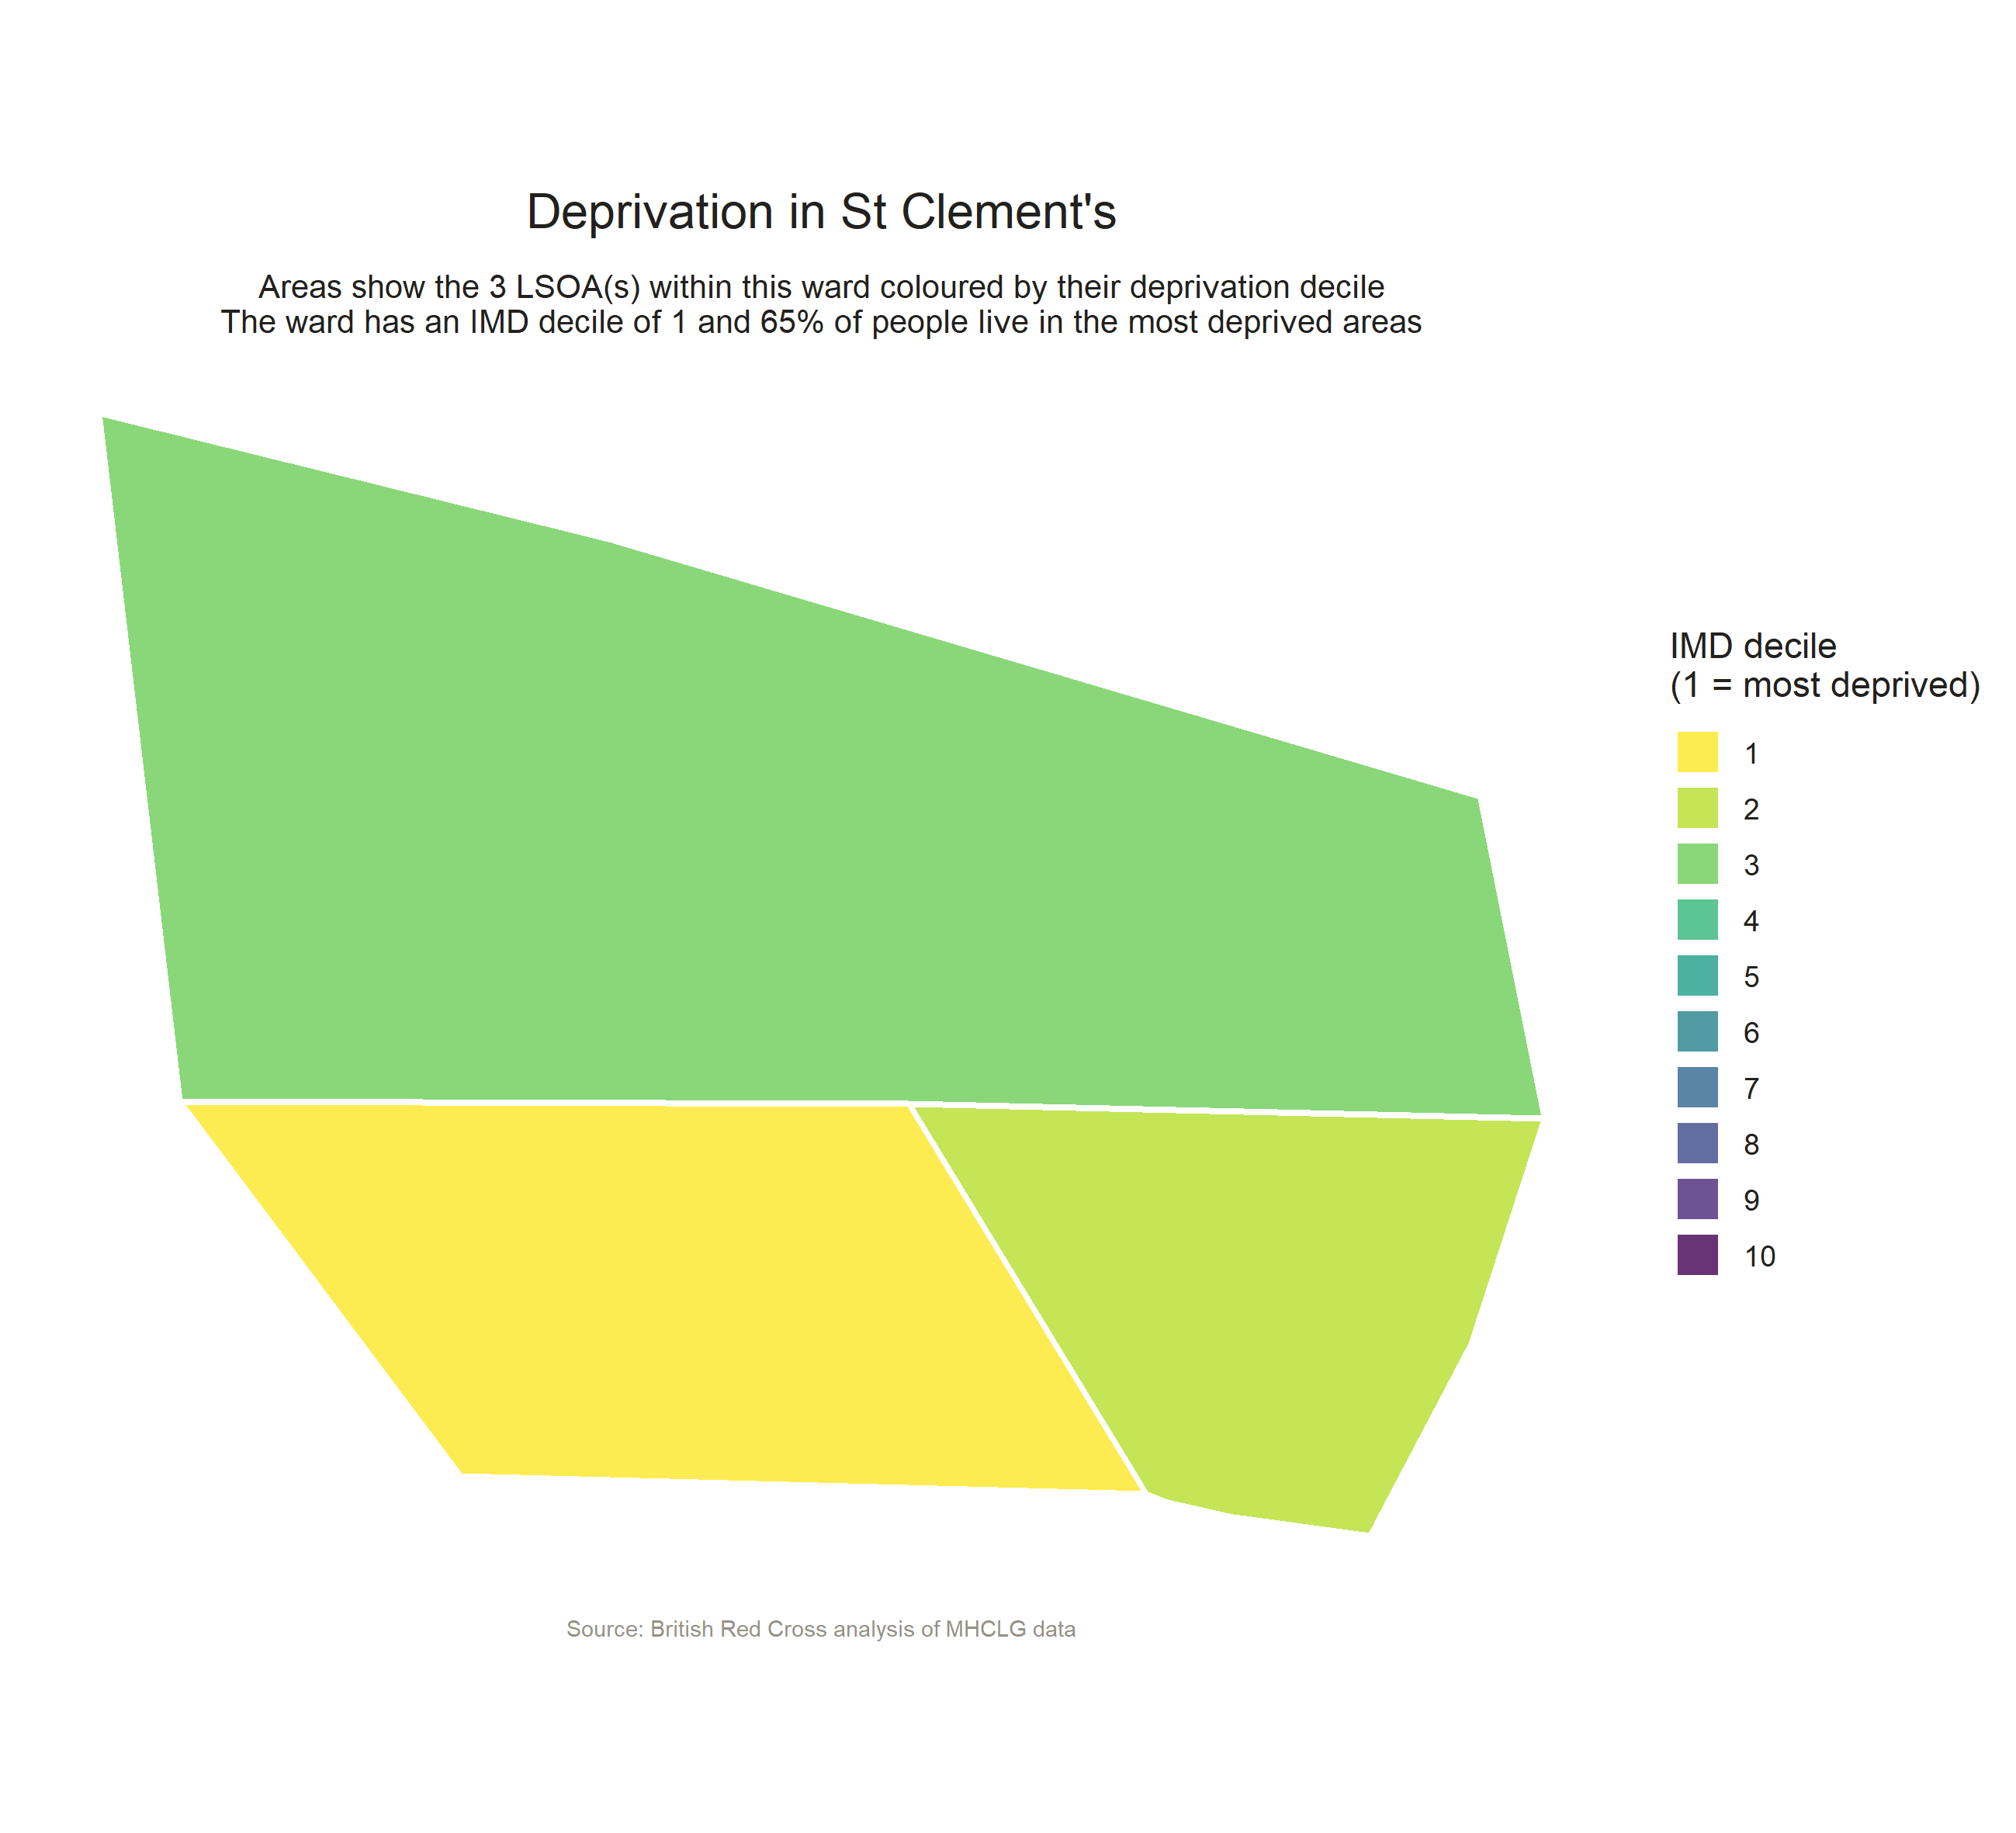 Deprivation in St Clement's
Areas show the 3 LSOA(s) within this ward coloured by their deprivation decile
The ward has an IMD decile of 1 and 65% of people live in the most deprived areas
IMD decile
(1 = most deprived)
1
2
3
4
5
6
7
8
9
10
Source: British Red Cross analysis of MHCLG data